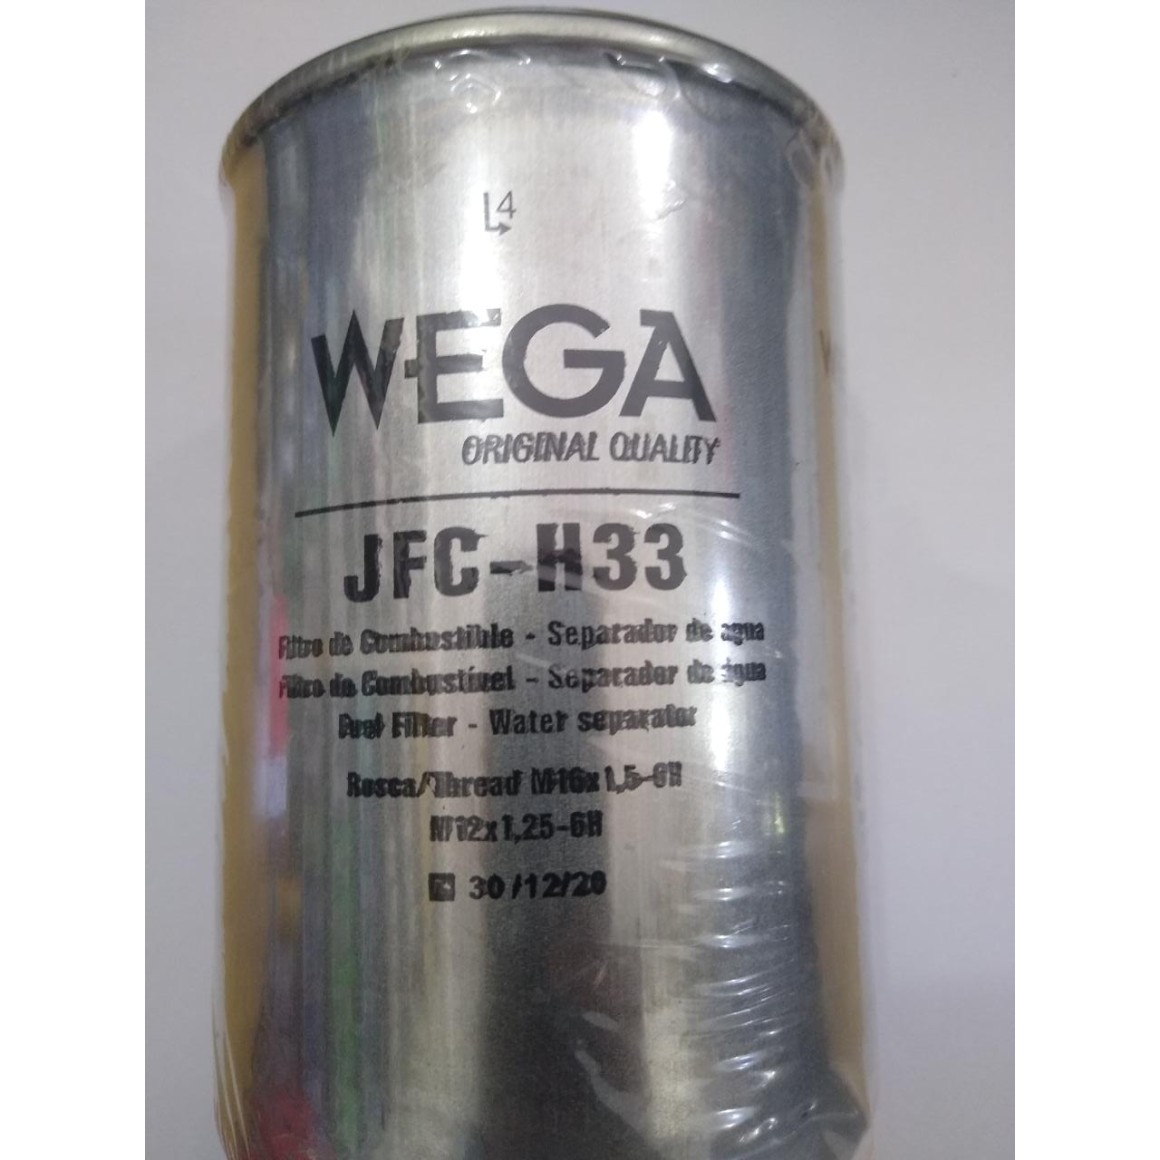 4
WEGA
ORIGINAL QUALITY
JFC-H33
Filtro de Combustible - Separador de agua
Filtro de Combustível - Separador de água
Fuel Filter - Water separator
Rosca/Thread M16x1,5-6H
M12x1,25-6H
30/12/20